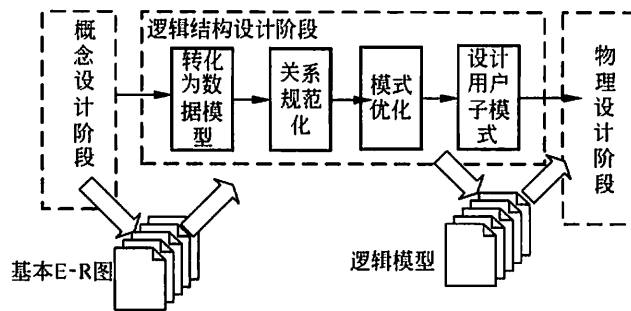 概念设计阶段
逻辑结构设计阶段
转化
为数
据模
型
关系
规范
化
模式
优化
设计
用户
子模
式
物理设计阶段
基本E-R图
逻辑模型